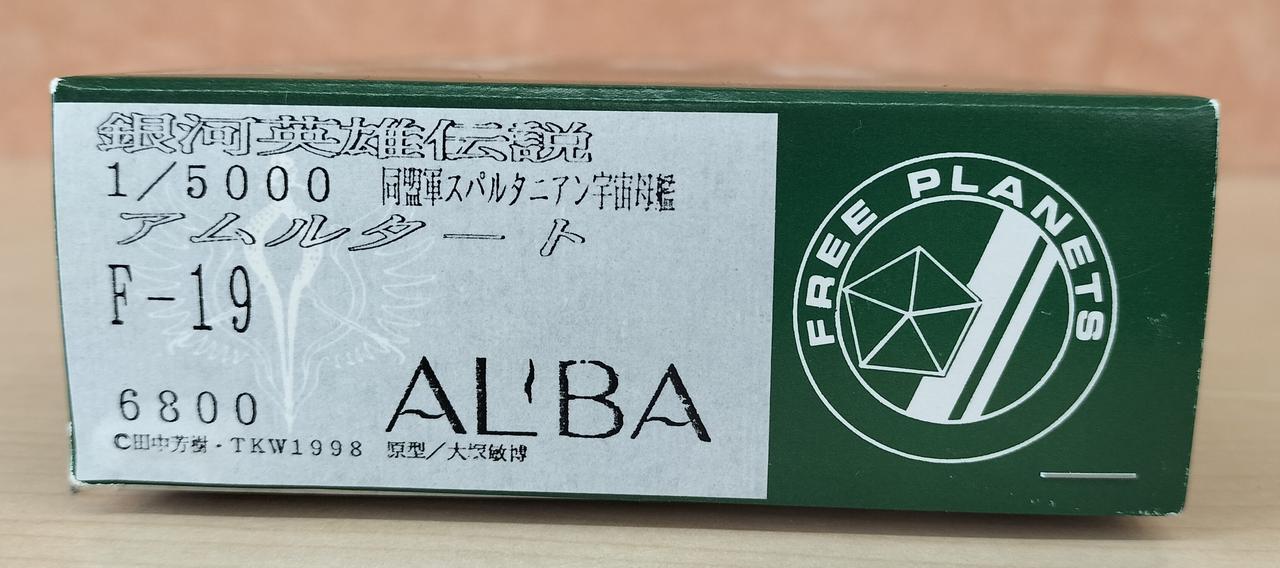 銀河英雄伝説
1/5000 同盟軍スパルタニアン宇宙母艦
アムルタート
F-19
6800
AL'BA
©田中芳樹・TKW1998 原型／大塚敏博
FREE PLANETS